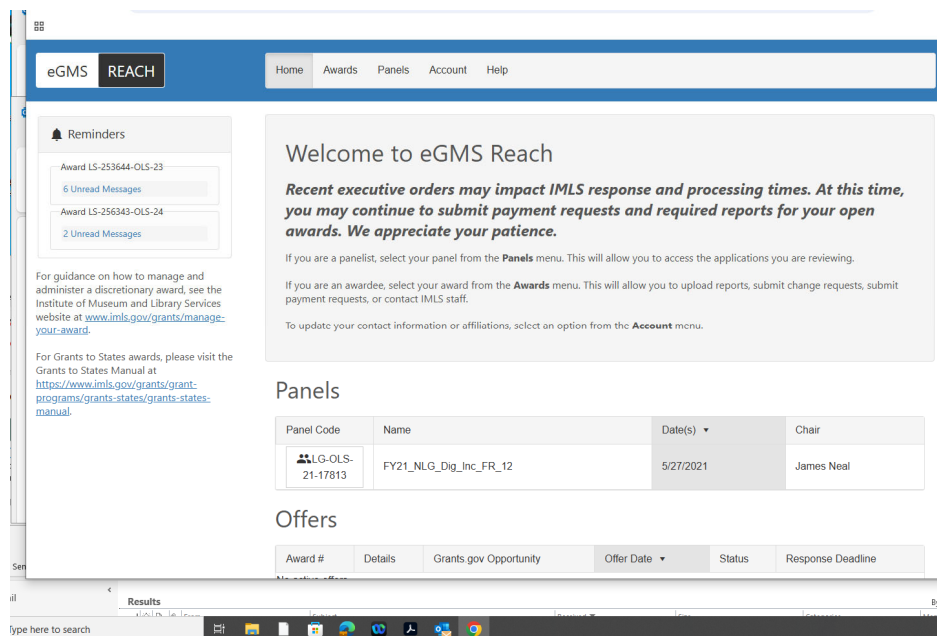 eGMS REACH
Home Awards Panels Account Help
Reminders
Award LS-253644-OLS-23
6 Unread Messages
Award LS-256343-OLS-24
2 Unread Messages
For guidance on how to manage and
administer a discretionary award, see the
Institute of Museum and Library Services
website at www.imls.gov/grants/manage-
your-award.
For Grants to States awards, please visit the
Grants to States Manual at
https://www.imls.gov/grants/grant-
programs/grants-states/grants-states-
manual.
Welcome to eGMS Reach
Recent executive orders may impact IMLS response and processing times. At this time,
you may continue to submit payment requests and required reports for your open
awards. We appreciate your patience.
If you are a panelist, select your panel from the Panels menu. This will allow you to access the applications you are reviewing.
If you are an awardee, select your award from the Awards menu. This will allow you to upload reports, submit change requests, submit
payment requests, or contact IMLS staff.
To update your contact information or affiliations, select an option from the Account menu.
Panels
Panel Code Name Date(s) Chair
LG-OLS-
21-17813 FY21_NLG_Dig_Inc_FR_12 5/27/2021 James Neal
Offers
Award # Details Grants.gov Opportunity Offer Date Status Response Deadline
No active offers
Sen
Results
Type here to search